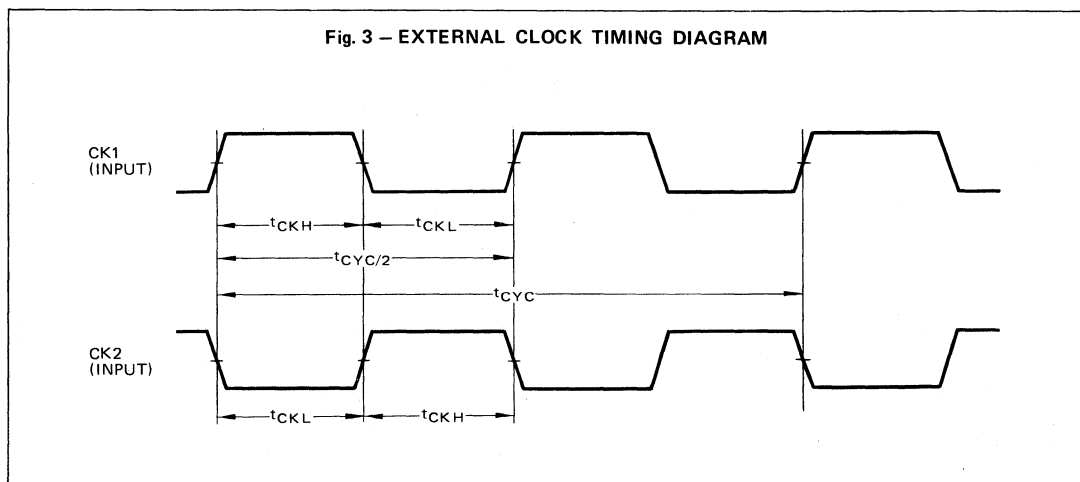 Fig. 3 – EXTERNAL CLOCK TIMING DIAGRAM
CK1
(INPUT)
tCKH
tCKL
tCYC/2
tCYC
CK2
(INPUT)
tCKL
tCKH